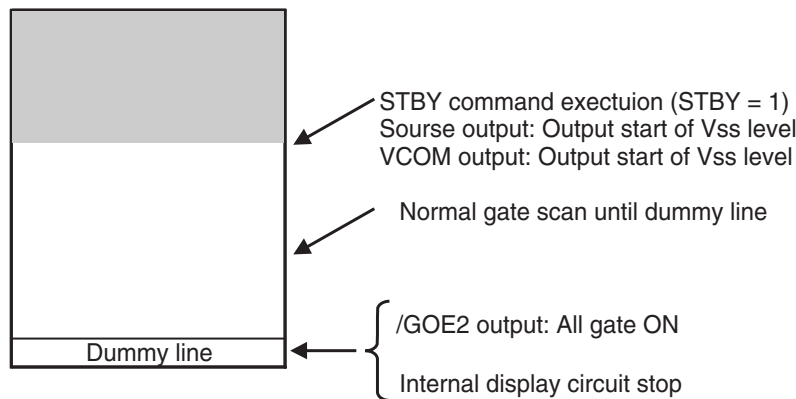 STBY command exectuion (STBY = 1)
Sourse output: Output start of Vss level
VCOM output: Output start of Vss level
Normal gate scan until dummy line
/GOE2 output: All gate ON
Dummy line
Internal display circuit stop